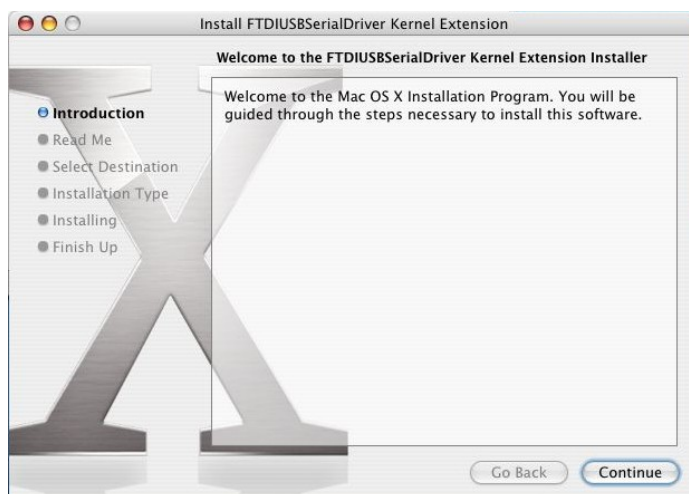 Install FTDIUSBSerialDriver Kernel Extension
Welcome to the FTDIUSBSerialDriver Kernel Extension Installer
Introduction
Read Me
Select Destination
Installation Type
Installing
Finish Up
Welcome to the Mac OS X Installation Program. You will be
guided through the steps necessary to install this software.
Go Back
Continue